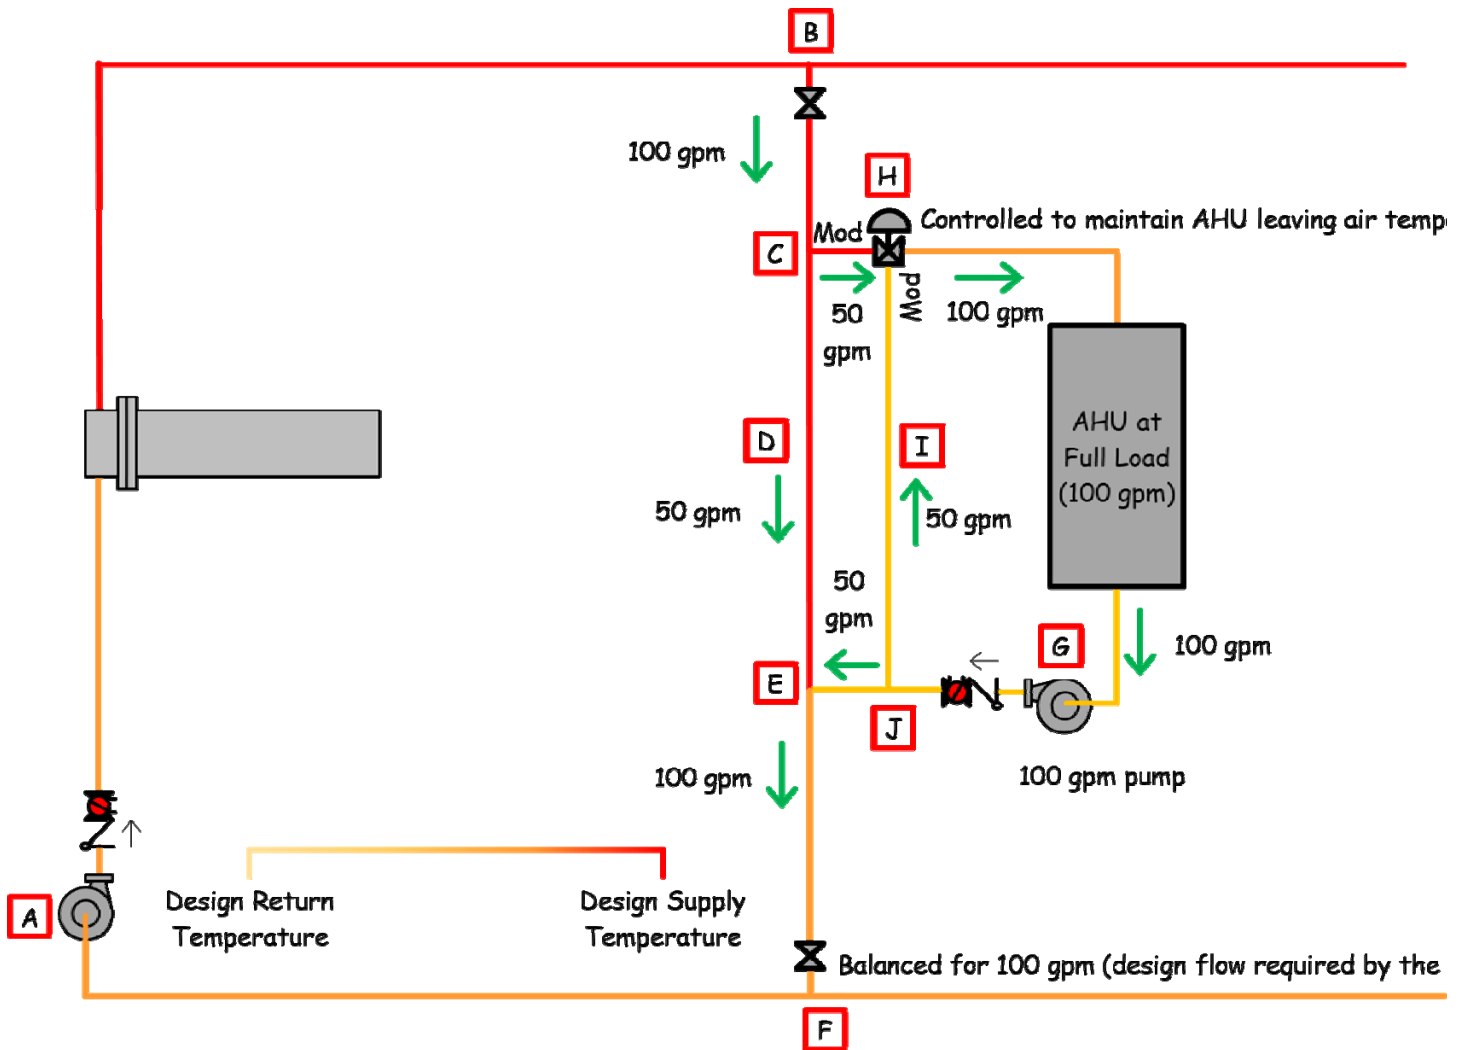 B
100 gpm
H
Controlled to maintain AHU leaving air temp
Mod
C
Mod
50
gpm
100 gpm
AHU at
Full Load
(100 gpm)
D
I
50 gpm
50 gpm
50
gpm
G
100 gpm
E
J
100 gpm
100 gpm pump
A
Design Return
Temperature
Design Supply
Temperature
Balanced for 100 gpm (design flow required by the
F